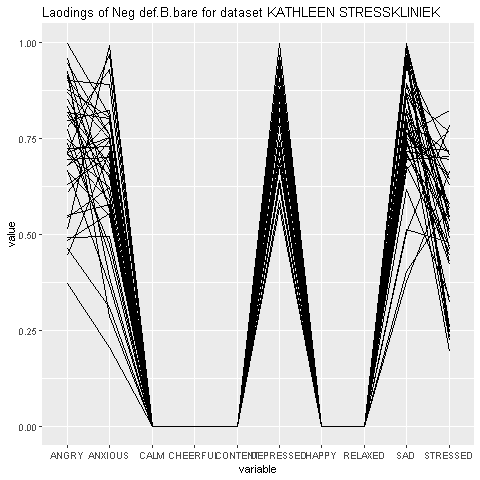 Laodings of Neg def.B.bare for dataset KATHLEEN STRESSKLINIEK
1.00
0.75
0.50
0.25
0.00
value
ANGRY ANXIOUS CALM CHEERFUL CONTENT DEPRESSED HAPPY RELAXED SAD STRESSED
variable